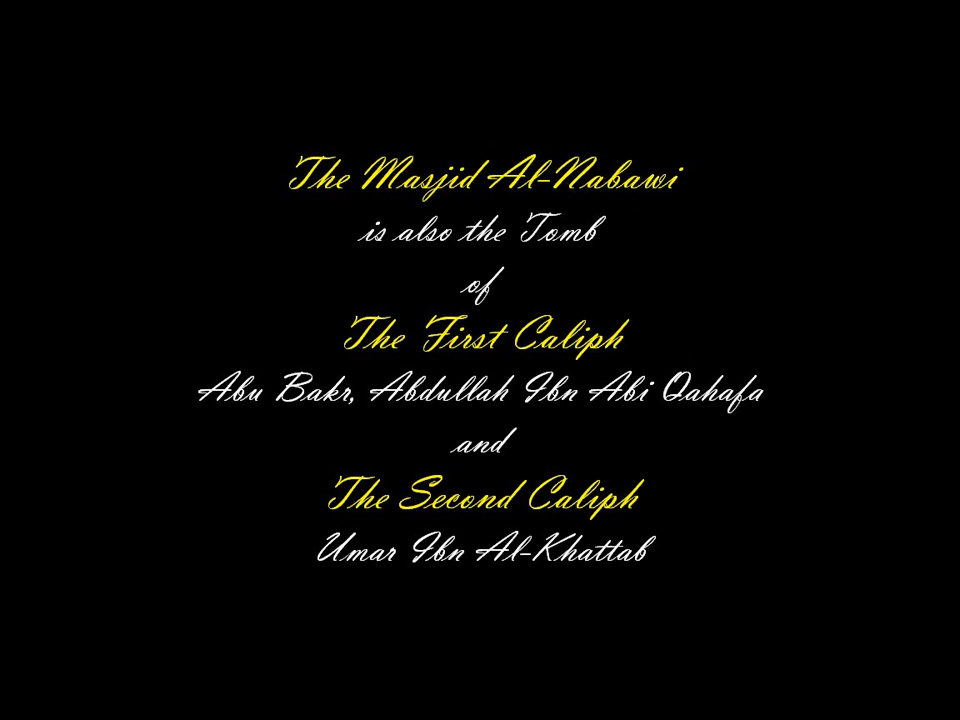 The Masjid Al-Nabawi
is also the Tomb
of
The First Caliph
Abu Bakr, Abdullah Ibn Abi Qahafa
and
The Second Caliph
Umar Ibn Al-Khattab